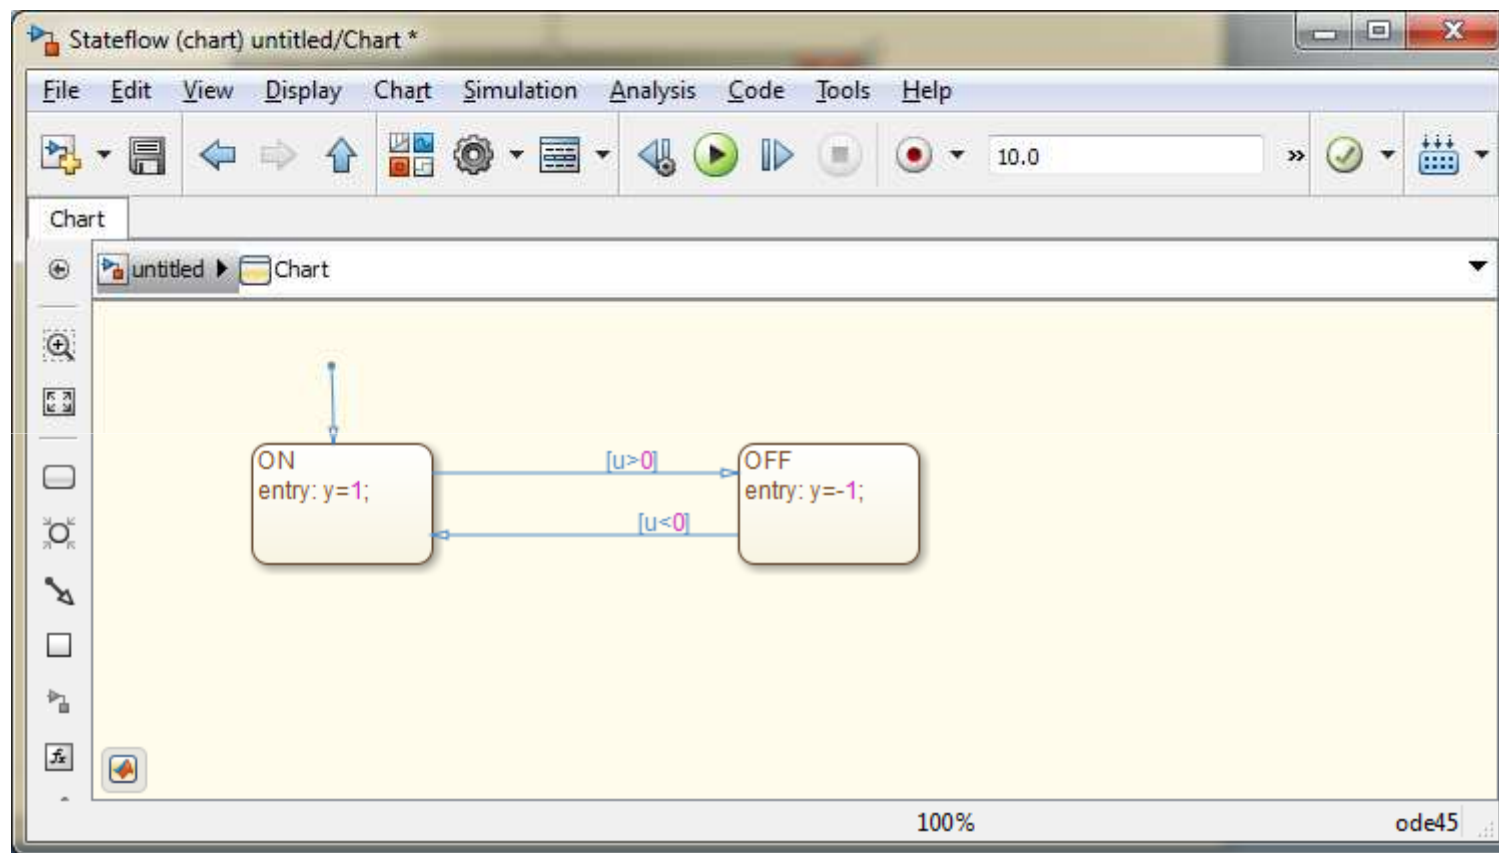 Stateflow (chart) untitled/Chart *
File Edit View Display Chart Simulation Analysis Code Tools Help
10.0 »
Chart
untitled Chart
ON
entry: y=1;
[u>0]
OFF
entry: y=-1;
[u<0]
fx
100% ode45